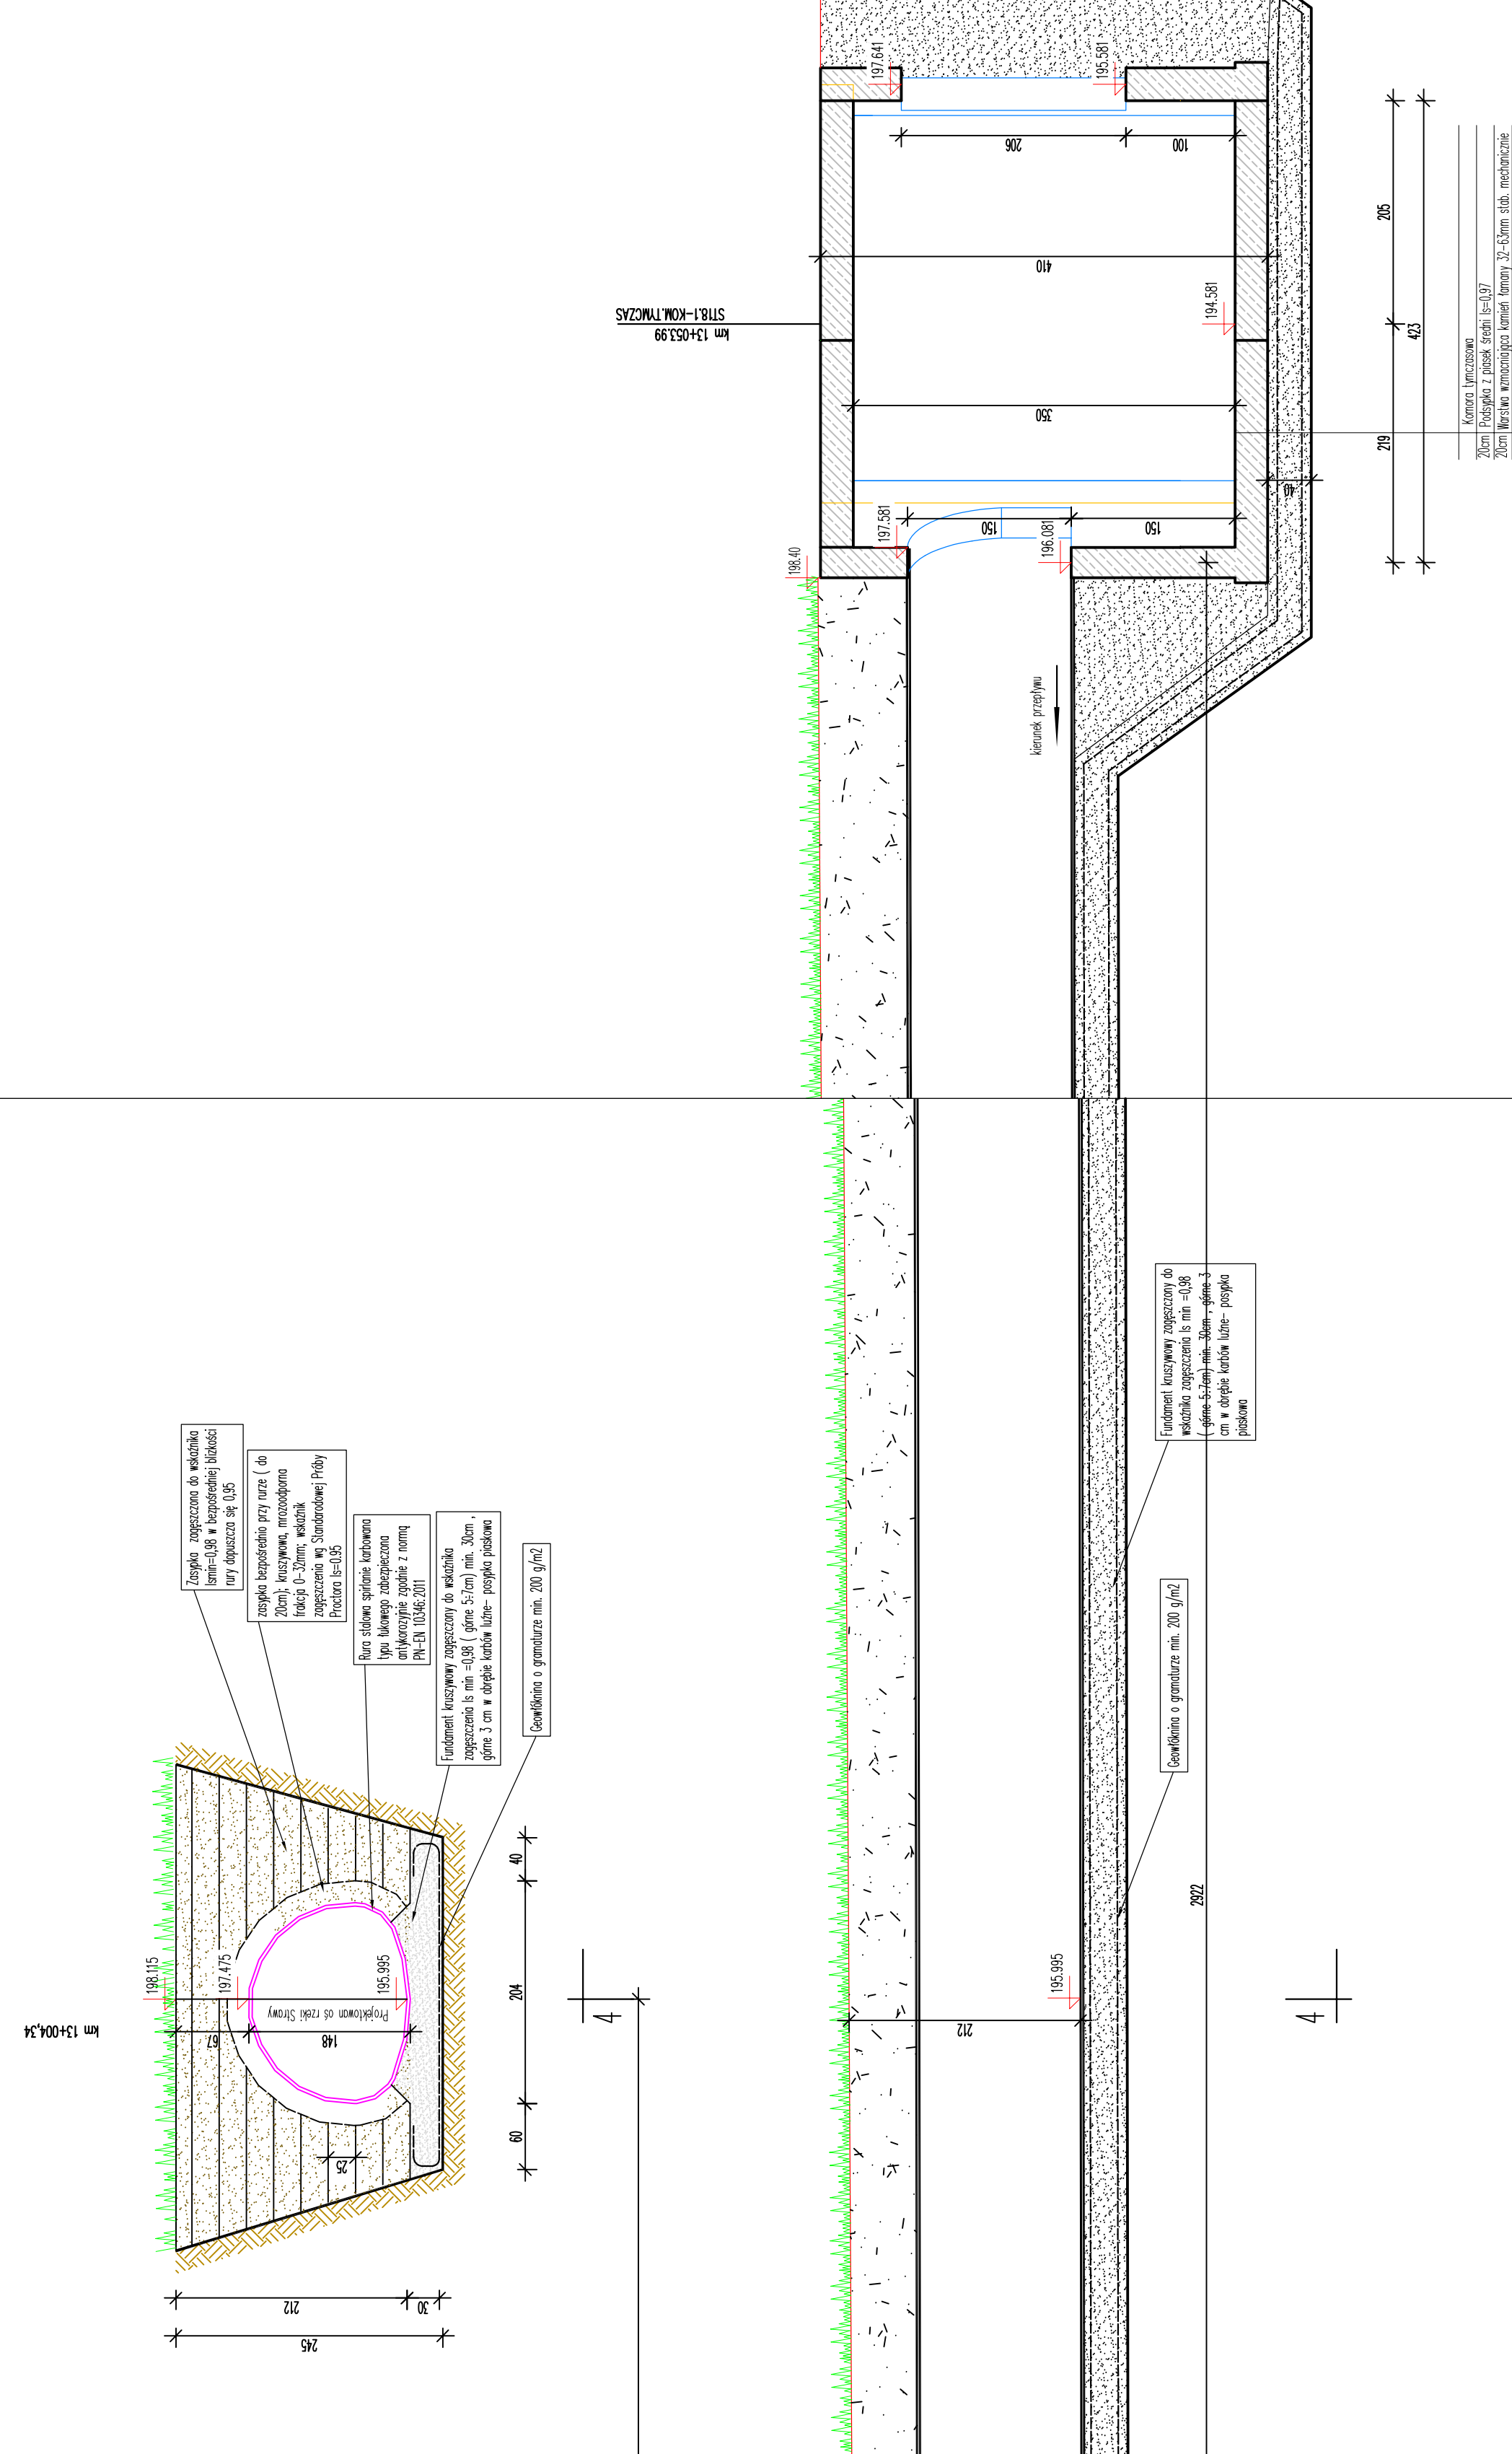 197.641
195.581
206
100
410
205
423
219
ST18.1-KOM.TYMCZAS
km 13+053.99
194.581
350
40
Komora tymczasowa
20cm Podsypka z piasek średni Is=0,97
20cm Warstwa wzmacniająca kamień łamany 32-63mm stab. mechanicznie
198.40
197.581
150
196.081
150
kierunek przepływu
Fundament kruszywowy zagęszczony do
wskaźnika zagęszczenia Is min =0,98
( górne 5÷7cm) min. 30cm , górne 3
cm w obrębie karbów luźne- posypka
piaskowa
Geowłóknina o gramaturze min. 200 g/m2
2922
195.995
212
4
4
Zasypka zagęszczona do wskaźnika
Ismin=0,98 w bezpośredniej blizkości
rury dopuszcza się 0,95
zasypka bezpośrednio przy rurze ( do
20cm); kruszywowa, mrozoodporna
frakcja 0-32mm; wskaźnik
zagęszczenia wg Standardowej Próby
Proctora Is=0.95
Rura stalowa spirlanie karbowana
typu łukowego zabezpieczona
antykorozyjnie zgodnie z normą
PN-EN 10346:2011
Fundament kruszywowy zagęszczony do wskaźnika
zagęszczenia Is min =0,98 ( górne 5÷7cm) min. 30cm ,
górne 3 cm w obrębie karbów luźne- posypka piaskowa
Geowłóknina o gramaturze min. 200 g/m2
km 13+004,34
198.115
197.475
195.995
Projektowan oś rzeki Strawy
67
148
25
40
204
60
212
30
245